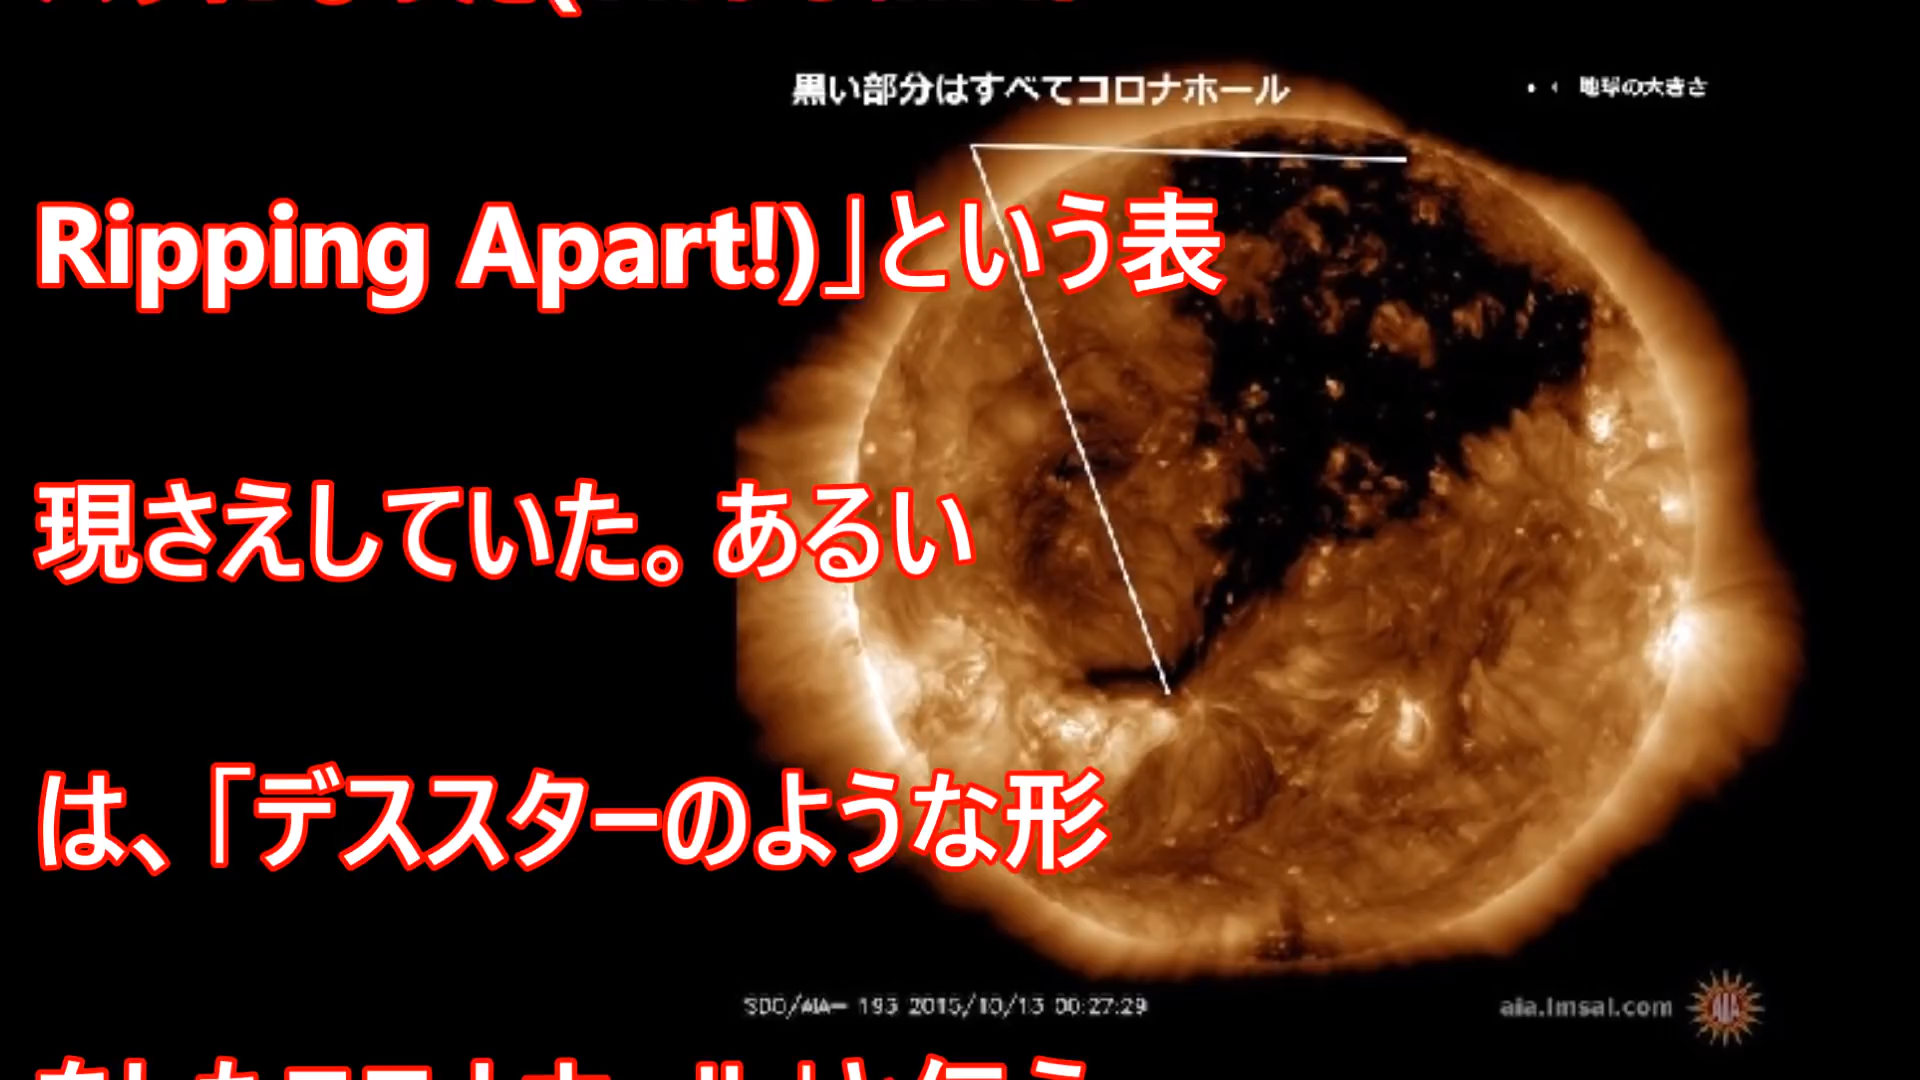 黒い部分はすべてコロナホール
地球の大きさ
Ripping Apart!)」という表
現さえしていた。あるい
は、「デススターのような形
SDO/AIA- 193 2015/10/13 00:27:29
aia.lmsal.com
AIA